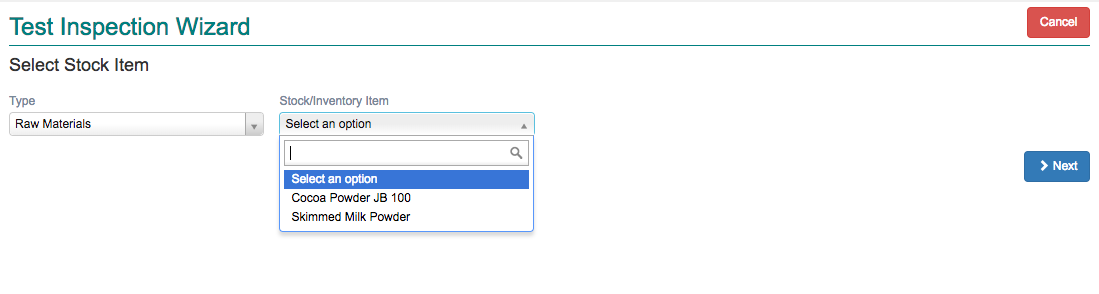 Test Inspection Wizard
Cancel
Select Stock Item
Type
Stock/Inventory Item
Raw Materials
Select an option
Select an option
Cocoa Powder JB 100
Skimmed Milk Powder
Next